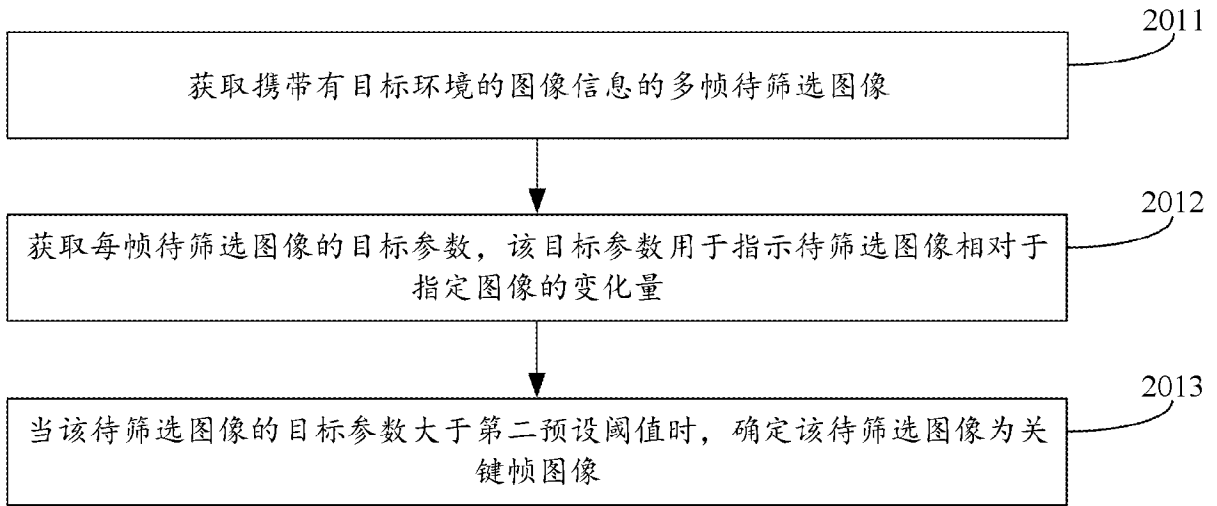 2011
获取携带有目标环境的图像信息的多帧待筛选图像
2012
获取每帧待筛选图像的目标参数，该目标参数用于指示待筛选图像相对于
指定图像的变化量
2013
当该待筛选图像的目标参数大于第二预设阈值时，确定该待筛选图像为关
键帧图像